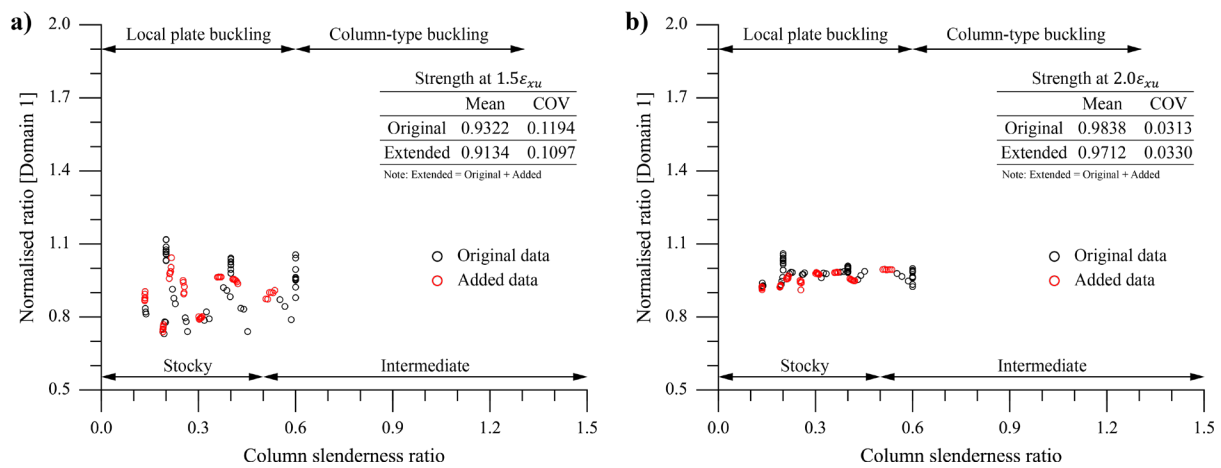 a)
2.0
1.7
1.4
1.1
0.8
0.5
Normalised ratio [Domain 1]
Local plate buckling
Column-type buckling
Strength at 1.5εxu
Mean COV
Original 0.9322 0.1194
Extended 0.9134 0.1097
Note: Extended = Original + Added
Original data
Added data
Stocky
Intermediate
0.0 0.3 0.6 0.9 1.2 1.5
Column slenderness ratio
b)
2.0
1.7
1.4
1.1
0.8
0.5
Normalised ratio [Domain 1]
Local plate buckling
Column-type buckling
Strength at 2.0εxu
Mean COV
Original 0.9838 0.0313
Extended 0.9712 0.0330
Note: Extended = Original + Added
Original data
Added data
Stocky
Intermediate
0.0 0.3 0.6 0.9 1.2 1.5
Column slenderness ratio